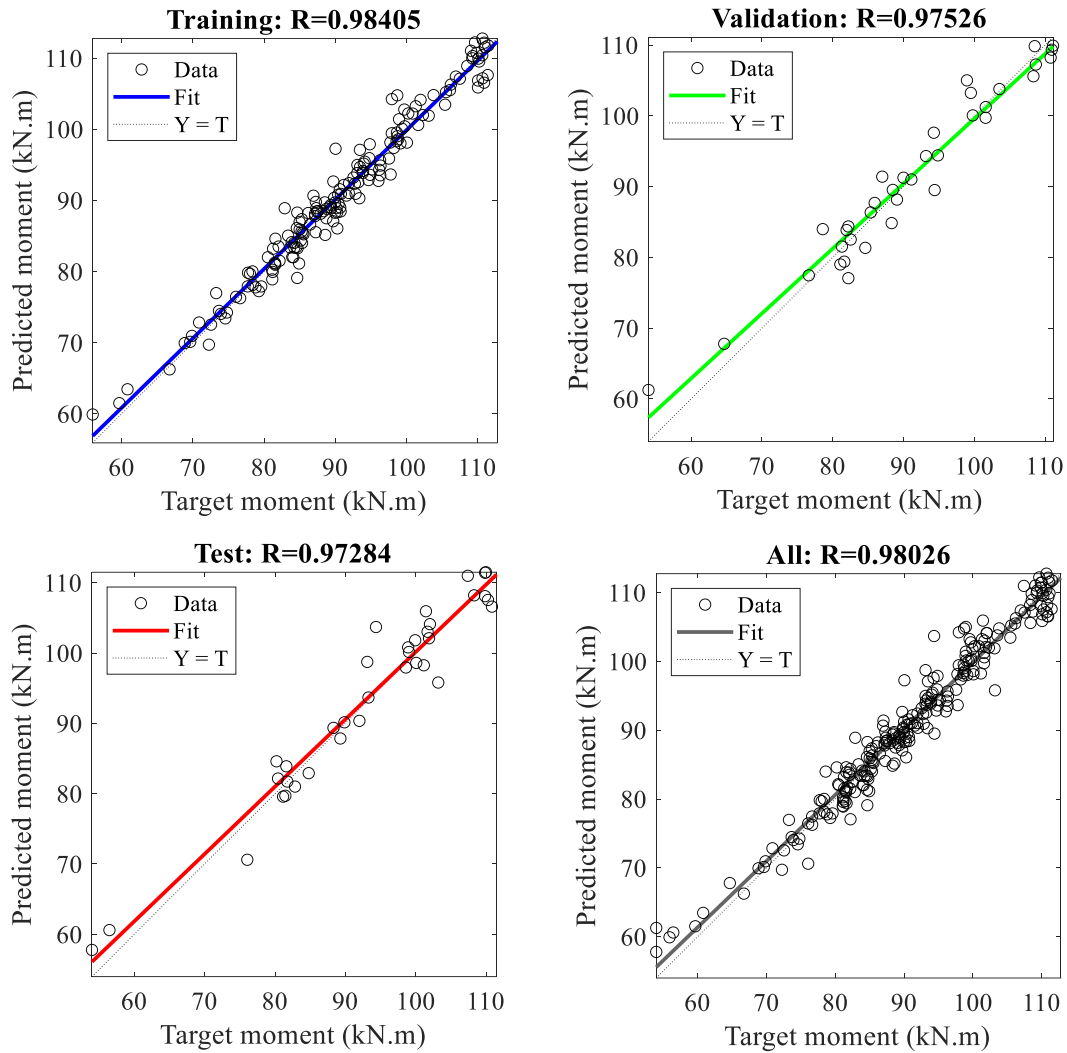 Training: R=0.98405
110
100
90
80
70
60
Data
Fit
Y = T
60 70 80 90 100 110
Target moment (kN.m)
Predicted moment (kN.m)
Validation: R=0.97526
110
100
90
80
70
60
Data
Fit
Y = T
60 70 80 90 100 110
Target moment (kN.m)
Predicted moment (kN.m)
Test: R=0.97284
110
100
90
80
70
60
Data
Fit
Y = T
60 70 80 90 100 110
Target moment (kN.m)
Predicted moment (kN.m)
All: R=0.98026
110
100
90
80
70
60
Data
Fit
Y = T
60 70 80 90 100 110
Target moment (kN.m)
Predicted moment (kN.m)